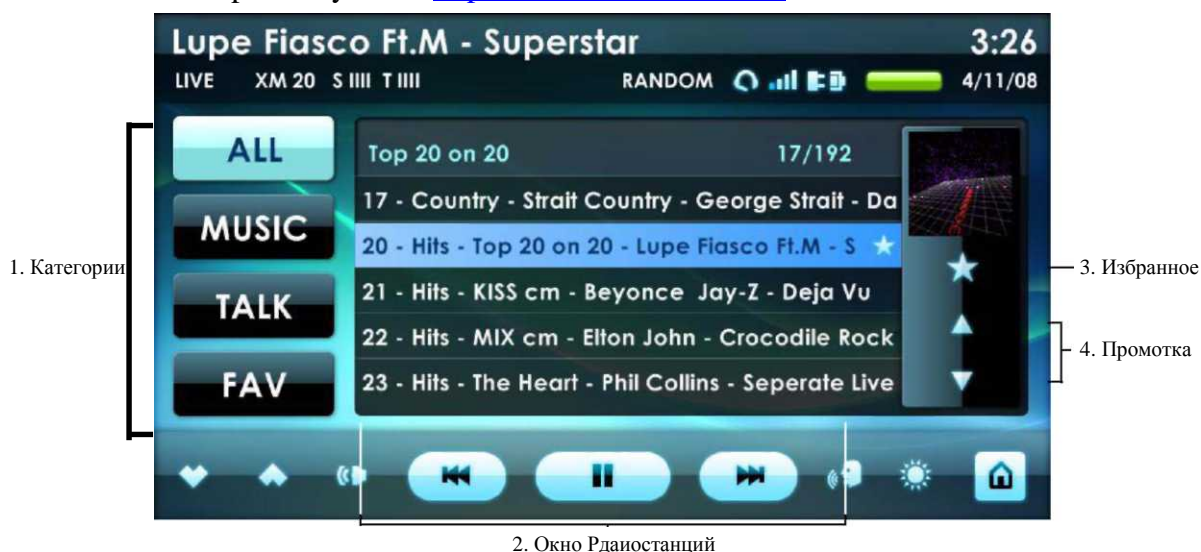 Lupe Fiasco Ft.M - Superstar 3:26
LIVE XM 20 S IIII T IIII RANDOM 4/11/08
ALL
MUSIC
TALK
FAV
Top 20 on 20 17/192
17 - Country - Strait Country - George Strait - Da
20 - Hits - Top 20 on 20 - Lupe Fiasco Ft.M - S
21 - Hits - KISS cm - Beyonce Jay-Z - Deja Vu
22 - Hits - MIX cm - Elton John - Crocodile Rock
23 - Hits - The Heart - Phil Collins - Seperate Live
1. Категории
3. Избранное
4. Промотка
2. Окно Рдаиостанций